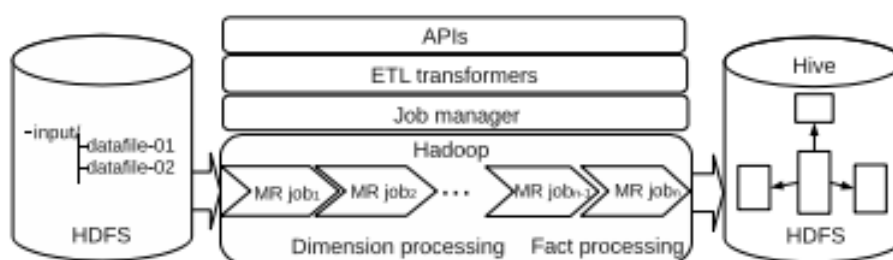 APIs
ETL transformers
Job manager
Hadoop
-input/
datafile-01
datafile-02
HDFS
MR job1
MR job2
...
MR jobn-1
MR jobn
Dimension processing
Fact processing
Hive
HDFS